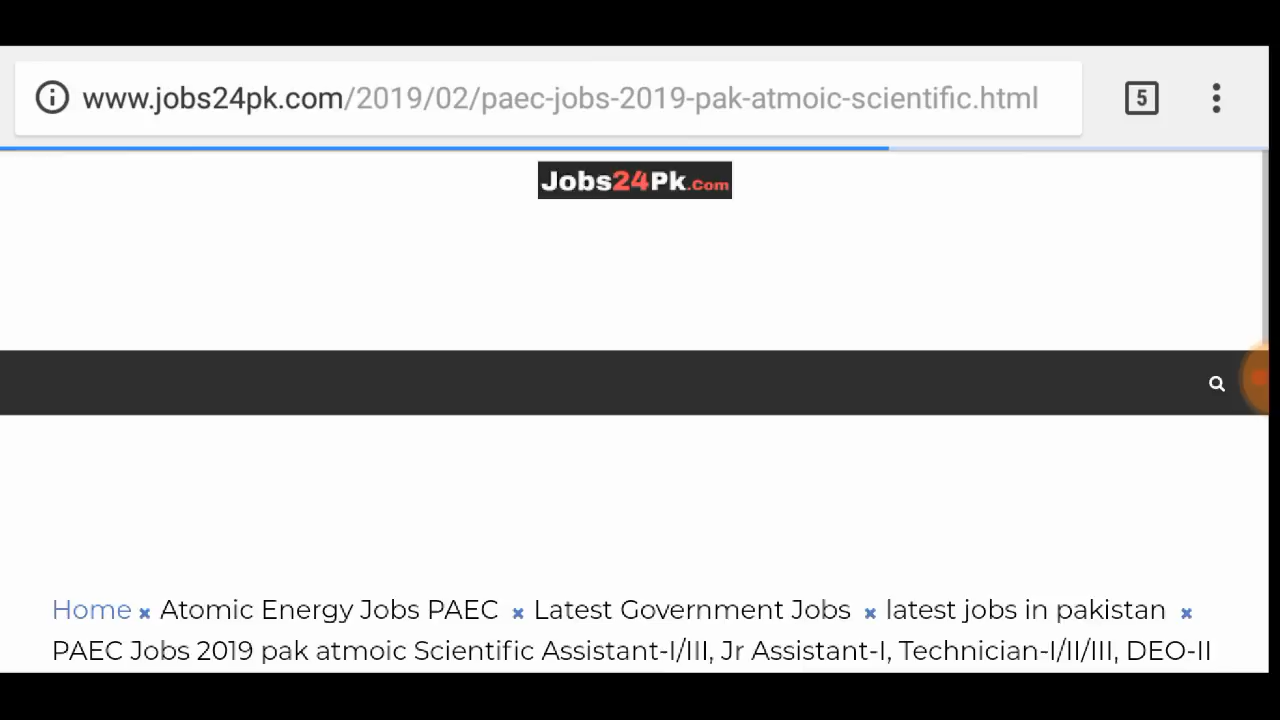 www.jobs24pk.com/2019/02/paec-jobs-2019-pak-atmoic-scientific.html
5
Jobs24Pk.Com
Home × Atomic Energy Jobs PAEC × Latest Government Jobs × latest jobs in pakistan ×
PAEC Jobs 2019 pak atmoic Scientific Assistant-I/III, Jr Assistant-I, Technician-I/II/III, DEO-II